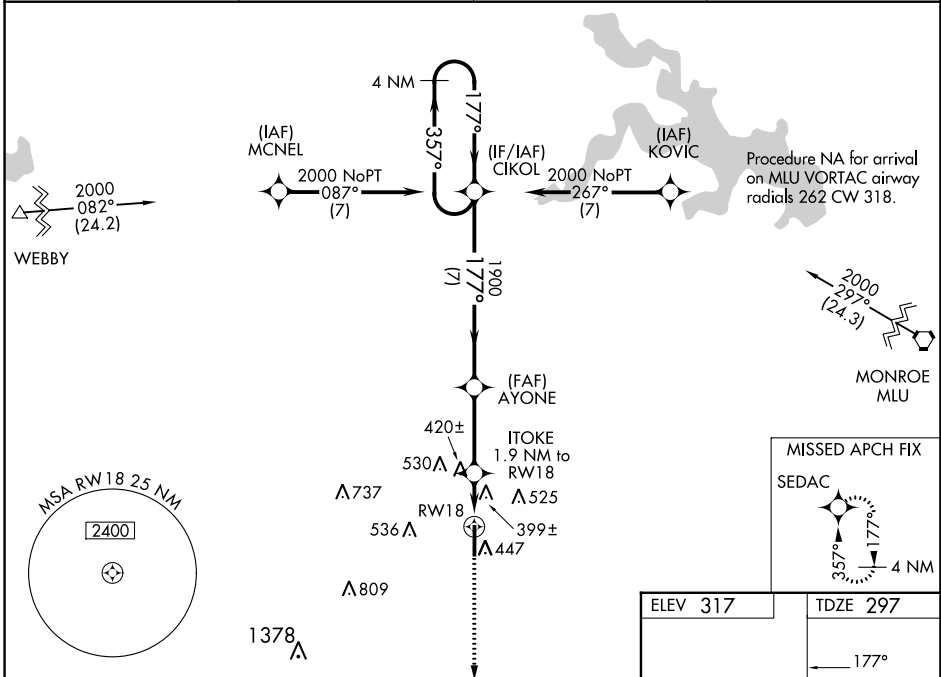 4 NM
177°
357°
(IAF)
MCNEL
2000 NoPT
087°
(7)
(IF/IAF)
CIKOL
2000 NoPT
267°
(7)
(IAF)
KOVIC
Procedure NA for arrival
on MLU VORTAC airway
radials 262 CW 318.
2000
082°
(24.2)
WEBBY
1900
177°
(7)
2000
297°
(24.3)
MONROE
MLU
(FAF)
AYONE
420±
ITOKE
1.9 NM to
RW18
530
737
525
RW18
536
399±
447
809
1378
MSA RW18 25 NM
2400
MISSED APCH FIX
SEDAC
357°
177°
4 NM
ELEV 317
TDZE 297
177°